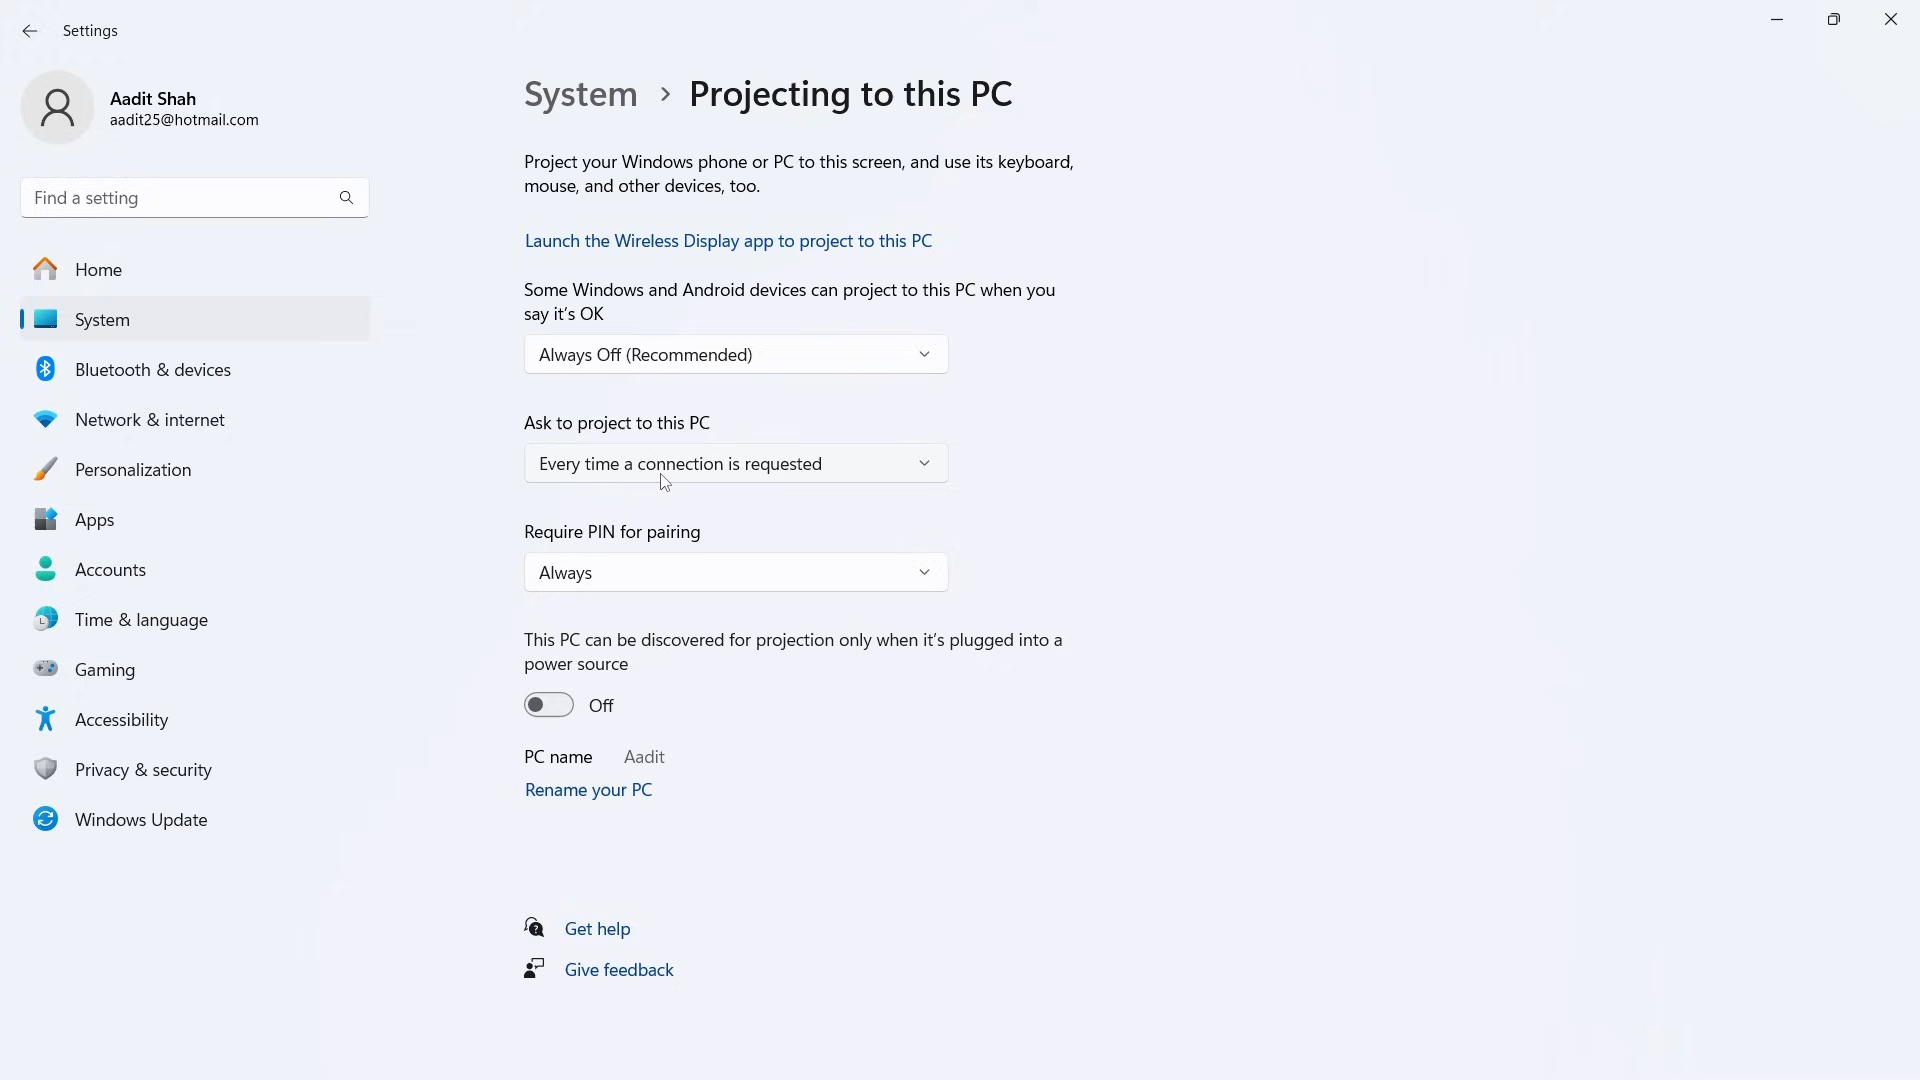 Settings
Aadit Shah
aadit25@hotmail.com
Find a setting
Home
System
Bluetooth & devices
Network & internet
Personalization
Apps
Accounts
Time & language
Gaming
Accessibility
Privacy & security
Windows Update
System > Projecting to this PC
Project your Windows phone or PC to this screen, and use its keyboard,
mouse, and other devices, too.
Launch the Wireless Display app to project to this PC
Some Windows and Android devices can project to this PC when you
say it's OK
Always Off (Recommended)
Ask to project to this PC
Every time a connection is requested
Require PIN for pairing
Always
This PC can be discovered for projection only when it's plugged into a
power source
Off
PC name Aadit
Rename your PC
Get help
Give feedback